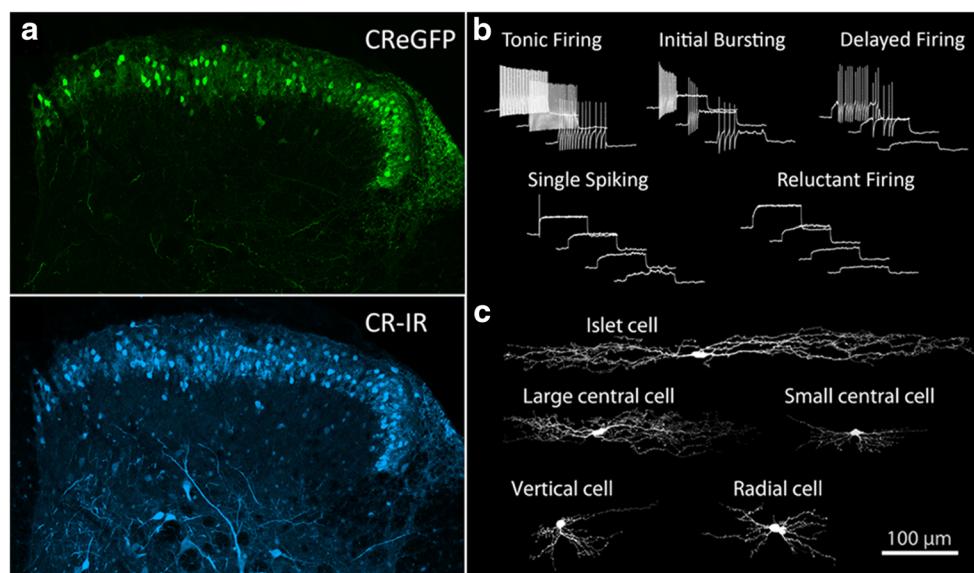 a
CReGFP
CR-IR
b
Tonic Firing
Initial Bursting
Delayed Firing
Single Spiking
Reluctant Firing
c
Islet cell
Large central cell
Small central cell
Vertical cell
Radial cell
100 µm